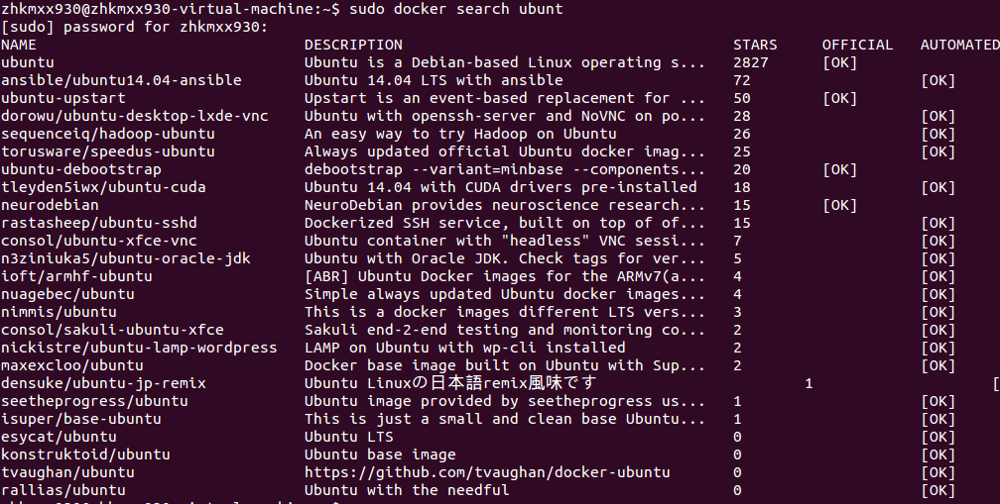 zhkmxx930@zhkmxx930-virtual-machine:~$ sudo docker search ubunt
[sudo] password for zhkmxx930:
NAME DESCRIPTION STARS OFFICIAL AUTOMATED
ubuntu Ubuntu is a Debian-based Linux operating s... 2827 [OK]
ansible/ubuntu14.04-ansible Ubuntu 14.04 LTS with ansible 72 [OK]
ubuntu-upstart Upstart is an event-based replacement for ... 50 [OK]
dorowu/ubuntu-desktop-lxde-vnc Ubuntu with openssh-server and NoVNC on po... 28 [OK]
sequenceiq/hadoop-ubuntu An easy way to try Hadoop on Ubuntu 26 [OK]
torusware/speedus-ubuntu Always updated official Ubuntu docker imag... 25 [OK]
ubuntu-debootstrap debootstrap --variant=minbase --components... 20 [OK]
tleyden5iwx/ubuntu-cuda Ubuntu 14.04 with CUDA drivers pre-installed 18 [OK]
neurodebian NeuroDebian provides neuroscience research... 15 [OK]
rastasheep/ubuntu-sshd Dockerized SSH service, built on top of of... 15 [OK]
consol/ubuntu-xfce-vnc Ubuntu container with "headless" VNC sessi... 7 [OK]
n3ziniuka5/ubuntu-oracle-jdk Ubuntu with Oracle JDK. Check tags for ver... 5 [OK]
ioft/armhf-ubuntu [ABR] Ubuntu Docker images for the ARMv7(a... 4 [OK]
nuagebec/ubuntu Simple always updated Ubuntu docker images... 4 [OK]
nimmis/ubuntu This is a docker images different LTS vers... 3 [OK]
consol/sakuli-ubuntu-xfce Sakuli end-2-end testing and monitoring co... 2 [OK]
nickistre/ubuntu-lamp-wordpress LAMP on Ubuntu with wp-cli installed 2 [OK]
maxexcloo/ubuntu Docker base image built on Ubuntu with Sup... 2 [OK]
densuke/ubuntu-jp-remix Ubuntu Linuxの日本語remix風味です 1 [
seetheprogress/ubuntu Ubuntu image provided by seetheprogress us... 1 [OK]
isuper/base-ubuntu This is just a small and clean base Ubuntu... 1 [OK]
esycat/ubuntu Ubuntu LTS 0 [OK]
konstruktoid/ubuntu Ubuntu base image 0 [OK]
tvaughan/ubuntu https://github.com/tvaughan/docker-ubuntu 0 [OK]
rallias/ubuntu Ubuntu with the needful 0 [OK]